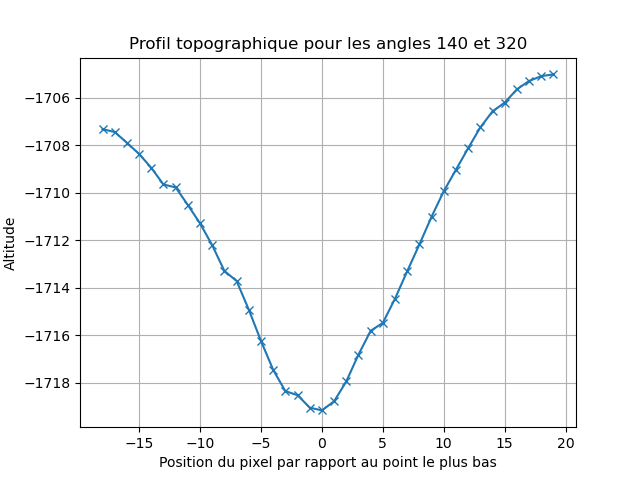 Profil topographique pour les angles 140 et 320
−1706
−1708
−1710
−1712
−1714
−1716
−1718
Altitude
−15 −10 −5 0 5 10 15 20
Position du pixel par rapport au point le plus bas